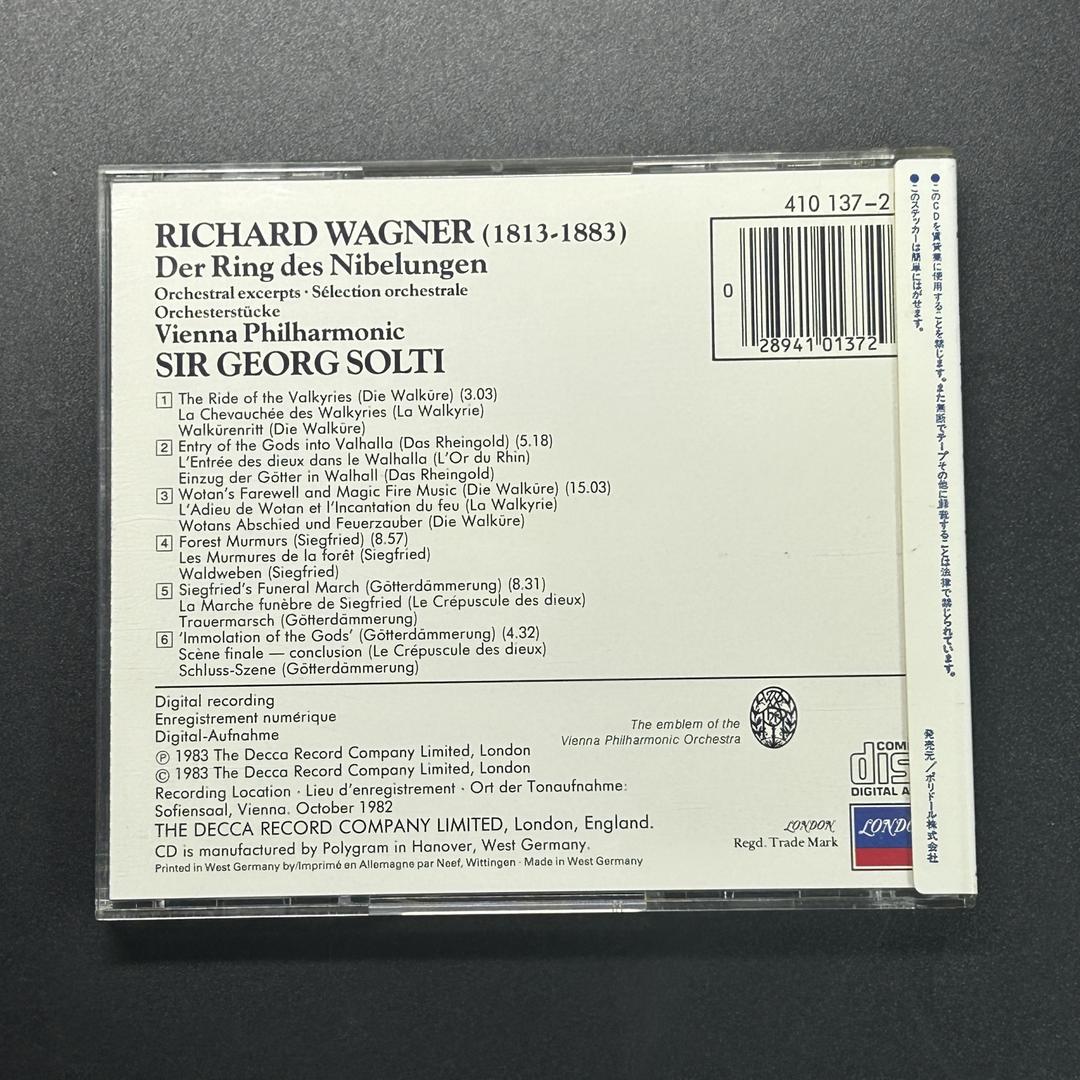 410 137-2
RICHARD WAGNER (1813-1883)
Der Ring des Nibelungen
Orchestral excerpts · Sélection orchestrale
Orchesterstücke
Vienna Philharmonic
SIR GEORG SOLTI
0
28941 01372
1 The Ride of the Valkyries (Die Walküre) (3.03)
La Chevauchée des Walkyries (La Walkyrie)
Walkürenritt (Die Walküre)
2 Entry of the Gods into Valhalla (Das Rheingold) (5.18)
L'Entrée des dieux dans le Walhalla (L'Or du Rhin)
Einzug der Götter in Walhall (Das Rheingold)
3 Wotan's Farewell and Magic Fire Music (Die Walküre) (15.03)
L'Adieu de Wotan et l'Incantation du feu (La Walkyrie)
Wotans Abschied und Feuerzauber (Die Walküre)
4 Forest Murmurs (Siegfried) (8.57)
Les Murmures de la forêt (Siegfried)
Waldweben (Siegfried)
5 Siegfried's Funeral March (Götterdämmerung) (8.31)
La Marche funèbre de Siegfried (Le Crépuscule des dieux)
Trauermarsch (Götterdämmerung)
6 'Immolation of the Gods' (Götterdämmerung) (4.32)
Scène finale — conclusion (Le Crépuscule des dieux)
Schluss-Szene (Götterdämmerung)
Digital recording
Enregistrement numérique
Digital-Aufnahme
℗ 1983 The Decca Record Company Limited, London
© 1983 The Decca Record Company Limited, London
Recording Location · Lieu d'enregistrement · Ort der Tonaufnahme:
Sofiensaal, Vienna. October 1982
THE DECCA RECORD COMPANY LIMITED, London, England.
CD is manufactured by Polygram in Hanover, West Germany.
Printed in West Germany by/Imprimé en Allemagne par Neef, Wittingen · Made in West Germany
The emblem of the
Vienna Philharmonic Orchestra
COM
dis
DIGITAL A
LONDON
Regd. Trade Mark
LONDO
●このCDを賃貸業に使用することを禁じます。また無断でテープその他に録音することは法律で禁じられています。
●このステッカーは簡単にはがせます。
発売元／ポリドール株式会社